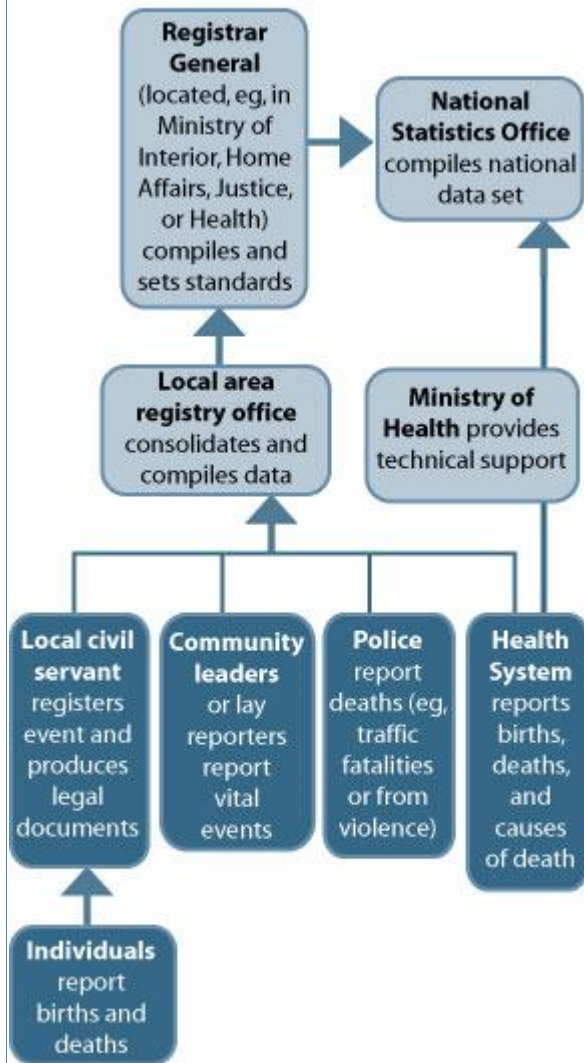 Registrar
General
(located, eg, in
Ministry of
Interior, Home
Affairs, Justice,
or Health)
compiles and
sets standards
National
Statistics Office
compiles national
data set
Local area
registry office
consolidates and
compiles data
Ministry of
Health provides
technical support
Local civil
servant
registers
event and
produces
legal
documents
Community
leaders
or lay
reporters
report
vital
events
Police
report
deaths (eg,
traffic
fatalities
or from
violence)
Health
System
reports
births,
deaths,
and
causes
of death
Individuals
report
births and
deaths